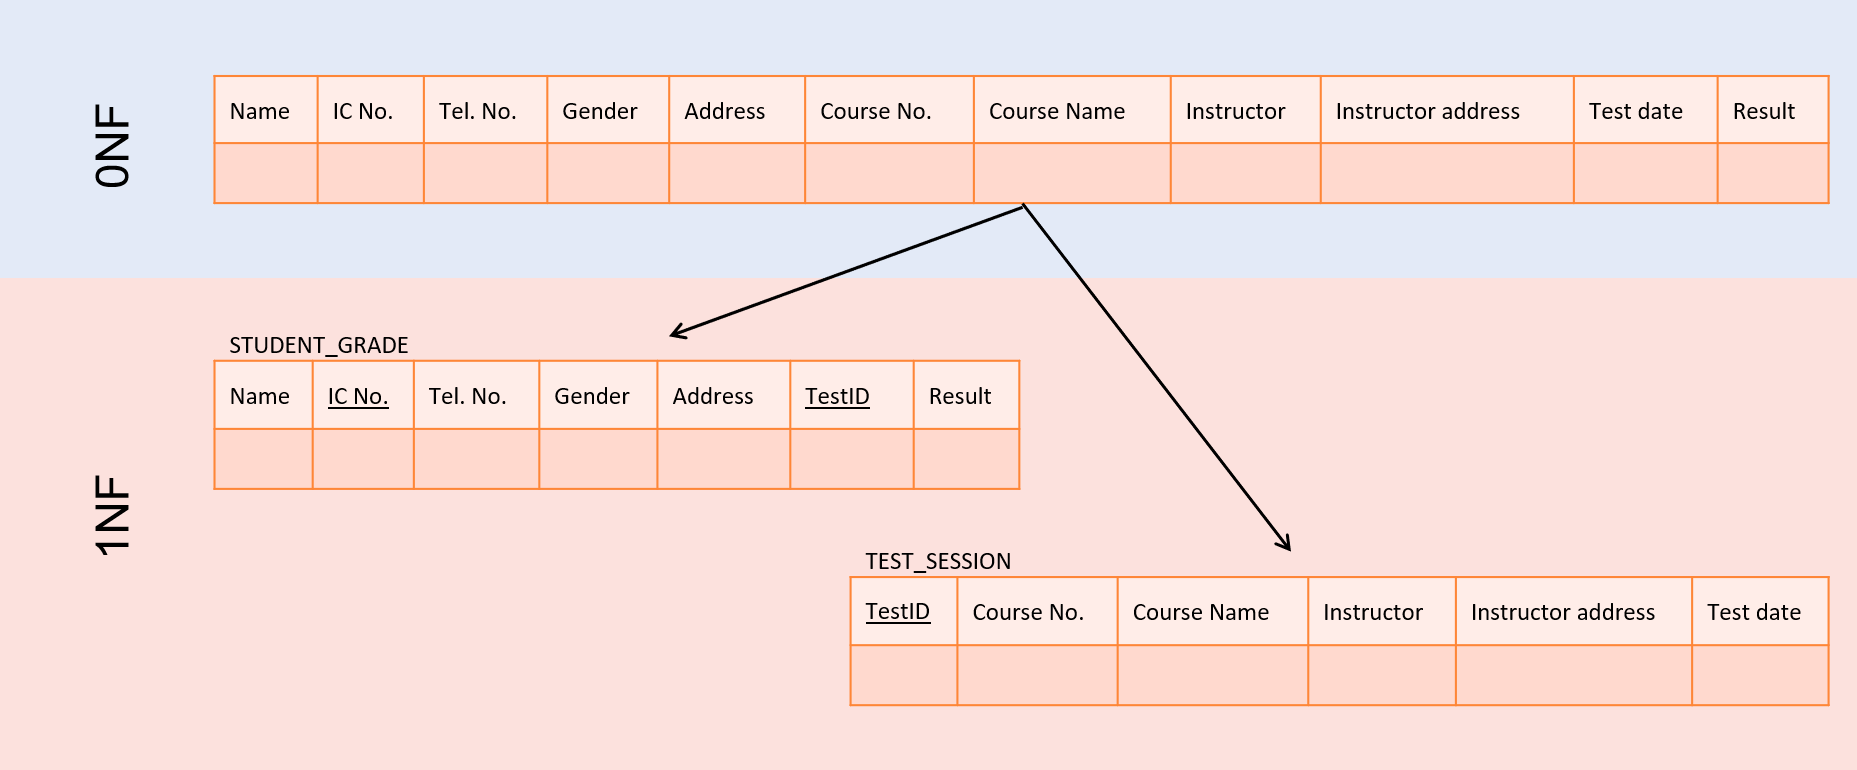 0NF
Name IC No. Tel. No. Gender Address Course No. Course Name Instructor Instructor address Test date Result
1NF
STUDENT_GRADE
Name IC No. Tel. No. Gender Address TestID Result
TEST_SESSION
TestID Course No. Course Name Instructor Instructor address Test date